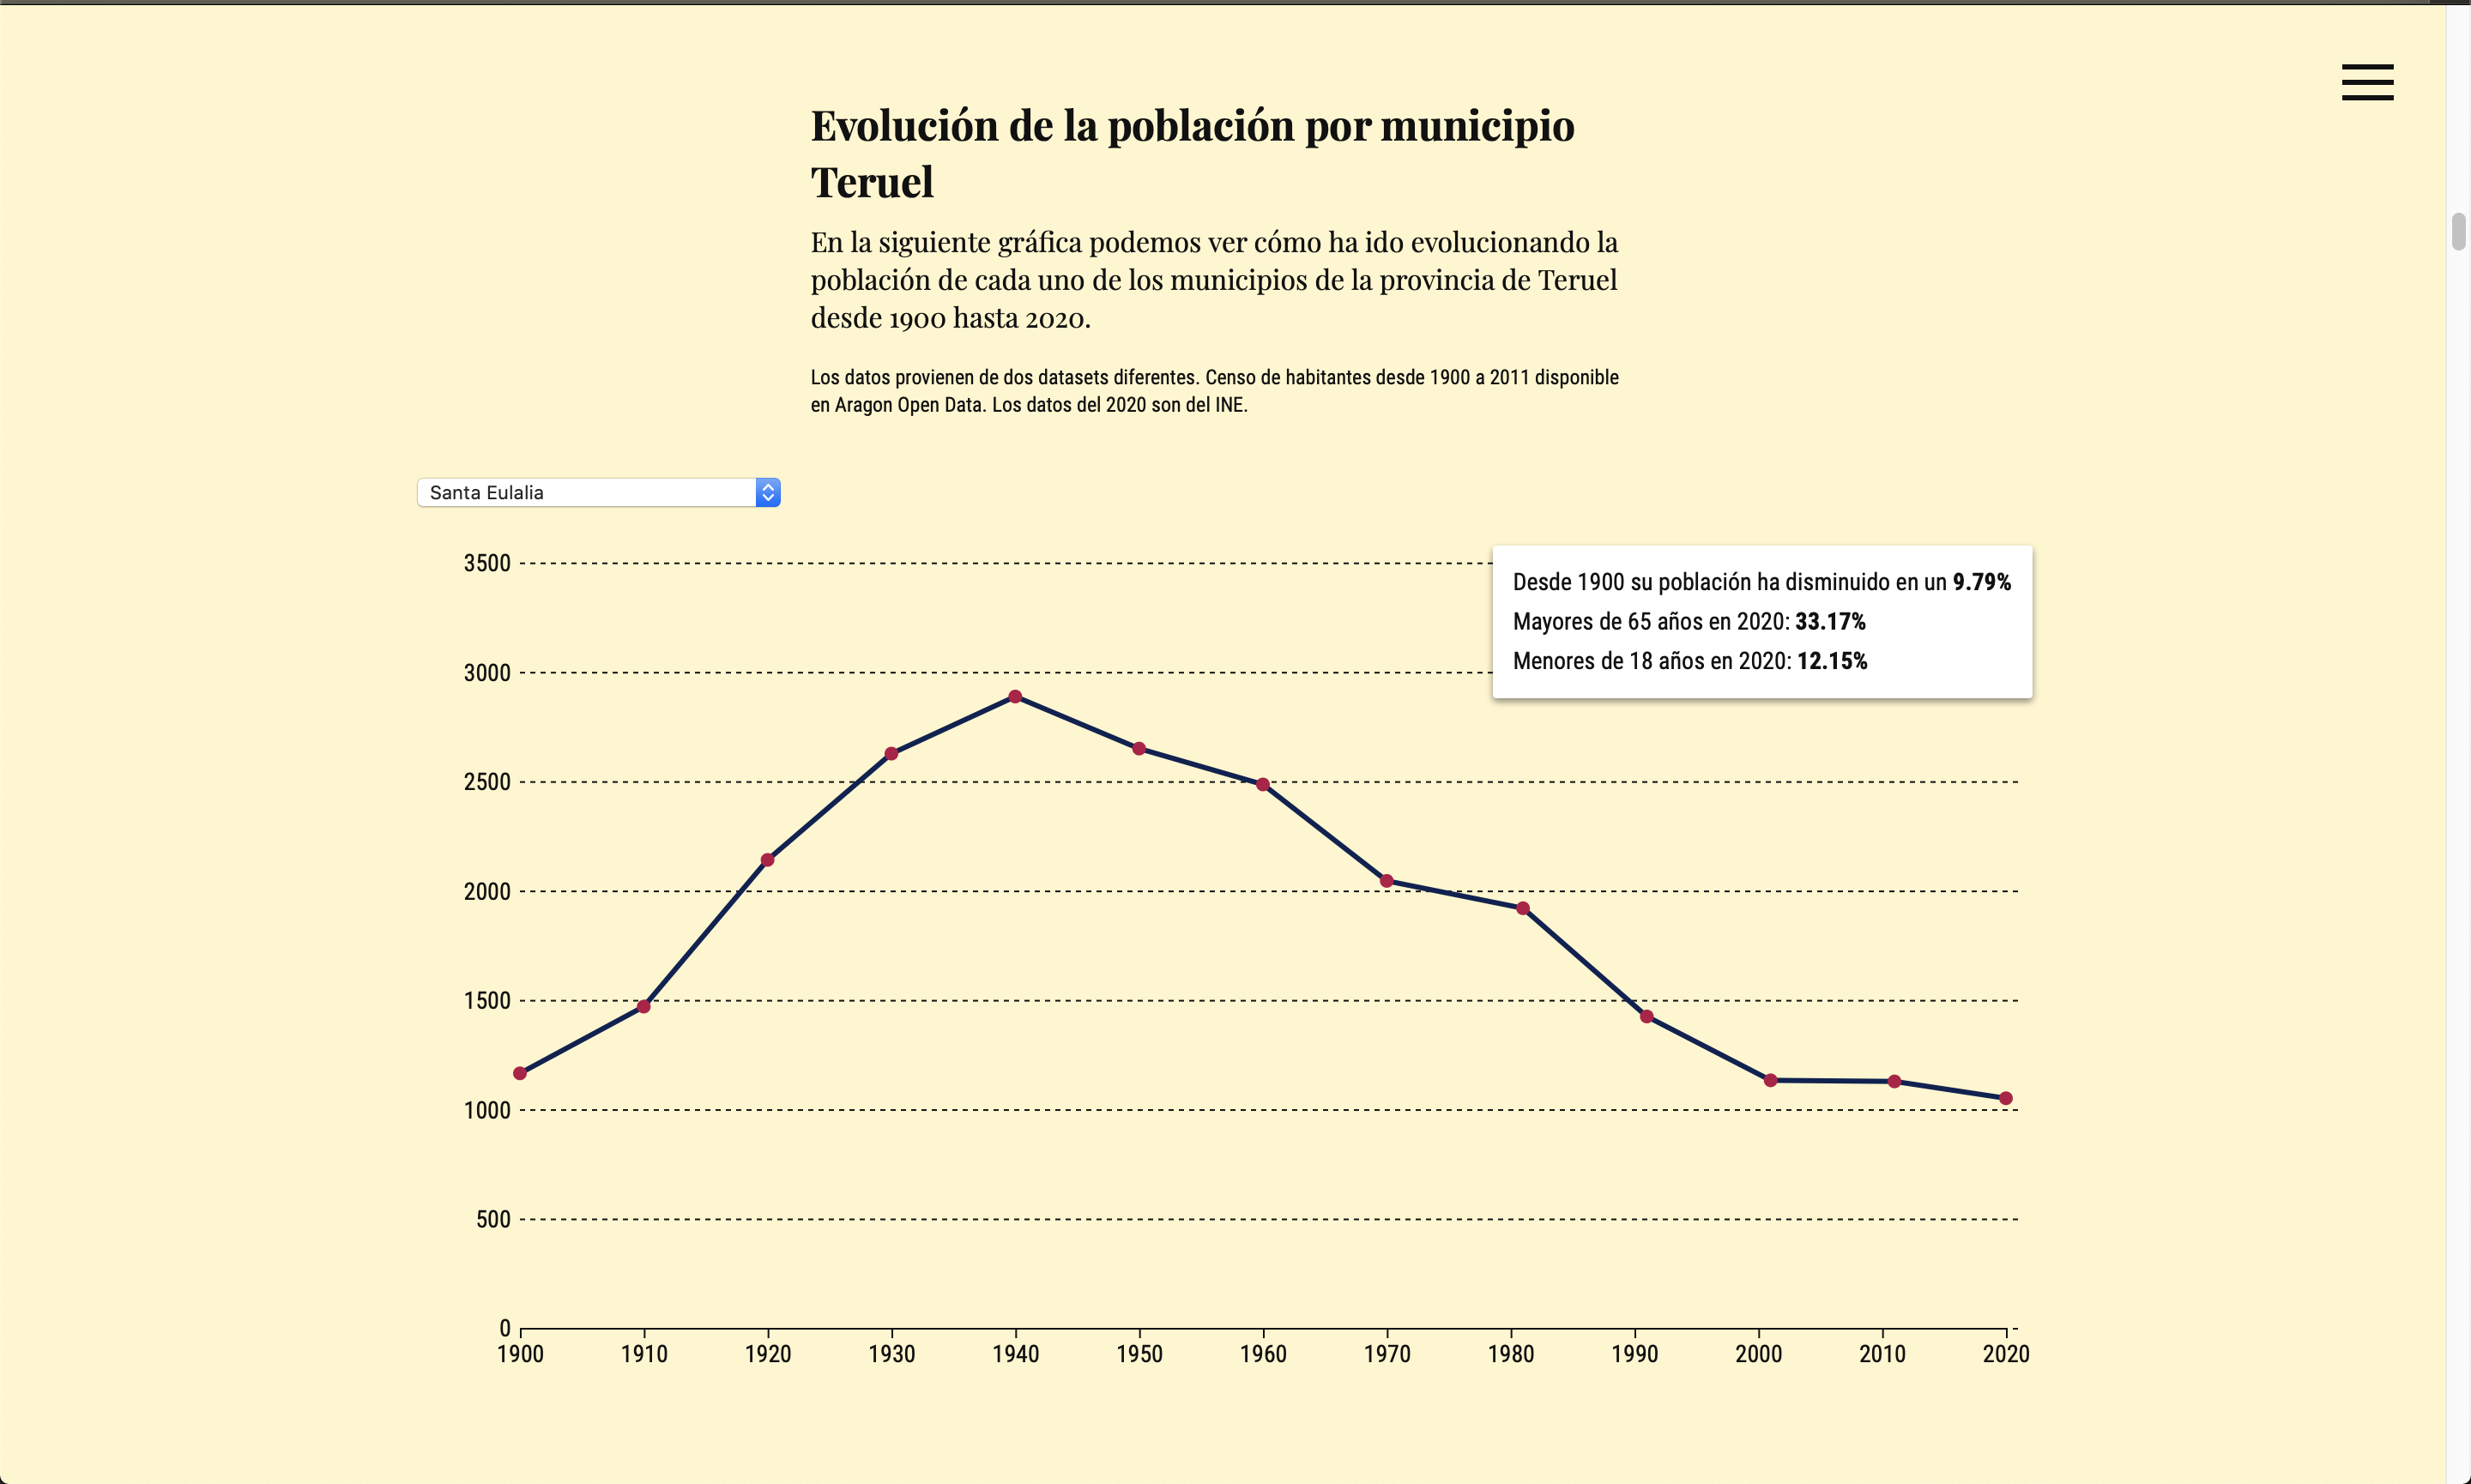 Evolución de la población por municipio
Teruel
En la siguiente gráfica podemos ver cómo ha ido evolucionando la
población de cada uno de los municipios de la provincia de Teruel
desde 1900 hasta 2020.
Los datos provienen de dos datasets diferentes. Censo de habitantes desde 1900 a 2011 disponible
en Aragon Open Data. Los datos del 2020 son del INE.
Santa Eulalia
Desde 1900 su población ha disminuido en un 9.79%
Mayores de 65 años en 2020: 33.17%
Menores de 18 años en 2020: 12.15%
3500
3000
2500
2000
1500
1000
500
0
1900 1910 1920 1930 1940 1950 1960 1970 1980 1990 2000 2010 2020